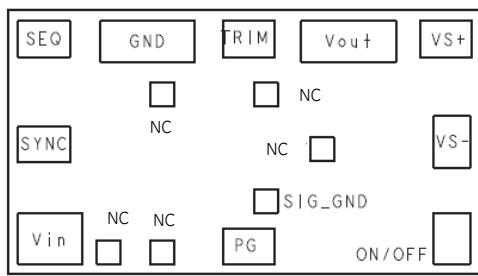 SEQ GND TRIM Vout VS+
NC
NC
SYNC NC VS-
SIG_GND
NC NC
Vin PG ON/OFF